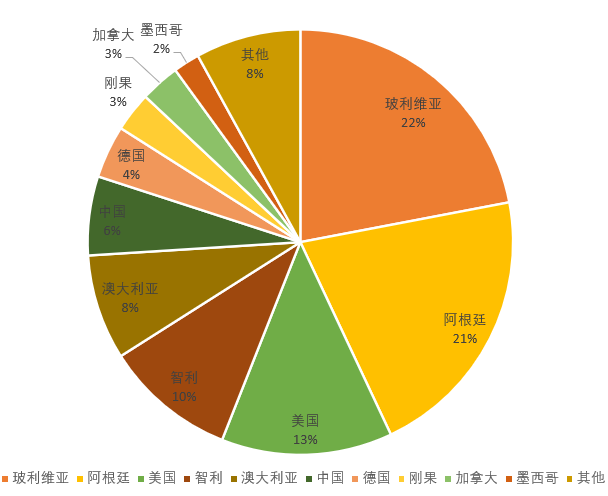 加拿大
3%
墨西哥
2%
其他
8%
刚果
3%
玻利维亚
22%
德国
4%
中国
6%
澳大利亚
8%
阿根廷
21%
智利
10%
美国
13%
玻利维亚 阿根廷 美国 智利 澳大利亚 中国 德国 刚果 加拿大 墨西哥 其他